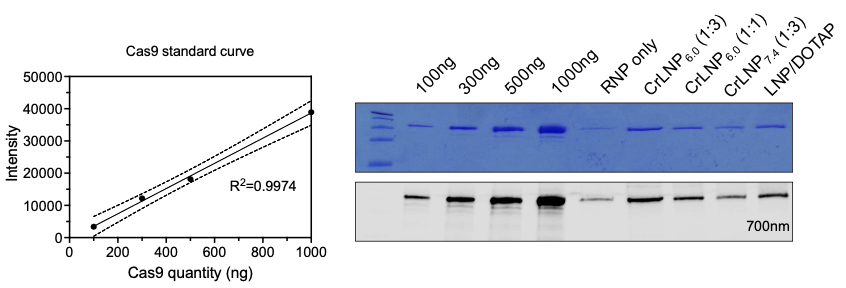 Cas9 standard curve
50000
40000
30000
20000
10000
0
Intensity
R²=0.9974
0 200 400 600 800 1000
Cas9 quantity (ng)
100ng
300ng
500ng
1000ng
RNP only
CrLNP6.0 (1:3)
CrLNP6.0 (1:1)
CrLNP7.4 (1:3)
LNP/DOTAP
700nm